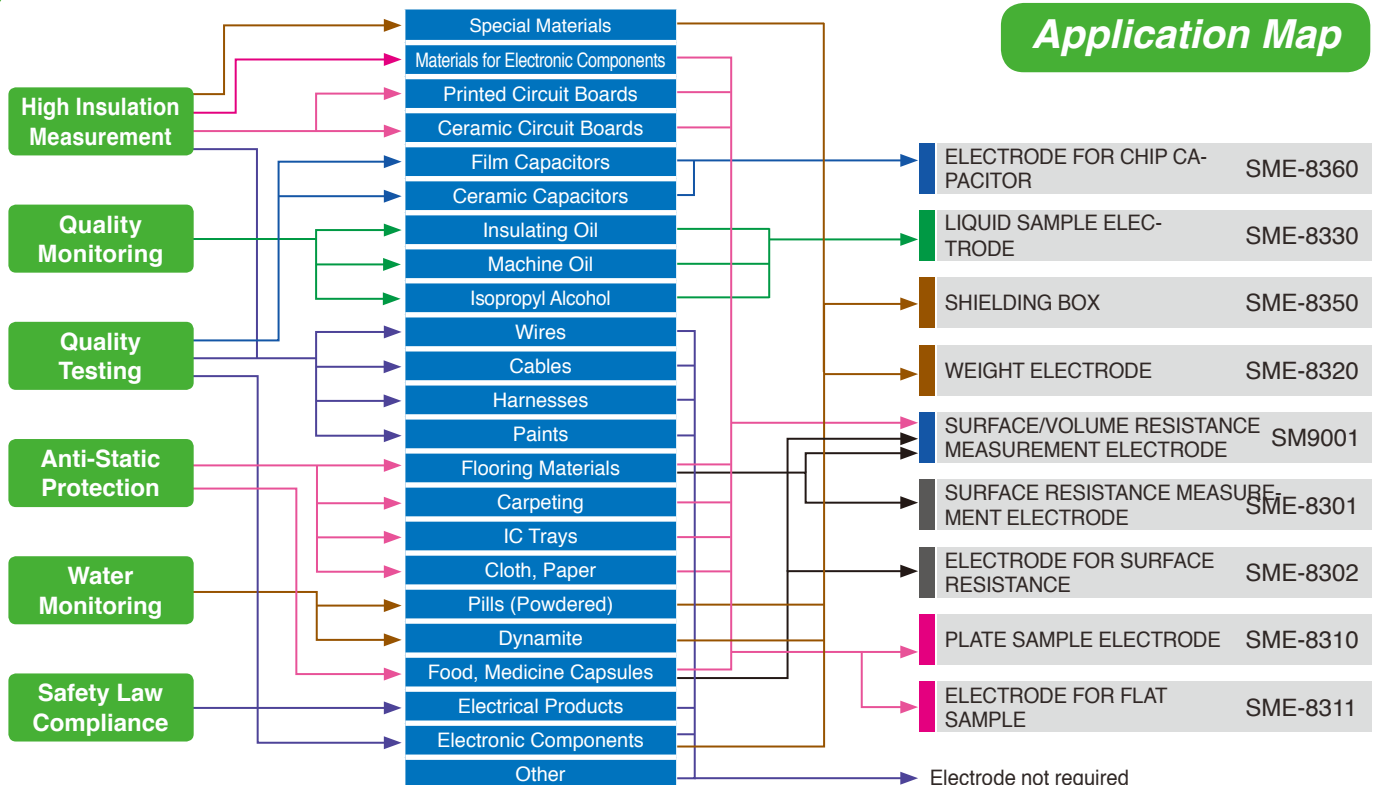 Application Map
High Insulation
Measurement
Quality
Monitoring
Quality
Testing
Anti-Static
Protection
Water
Monitoring
Safety Law
Compliance
Special Materials
Materials for Electronic Components
Printed Circuit Boards
Ceramic Circuit Boards
Film Capacitors
Ceramic Capacitors
Insulating Oil
Machine Oil
Isopropyl Alcohol
Wires
Cables
Harnesses
Paints
Flooring Materials
Carpeting
IC Trays
Cloth, Paper
Pills (Powdered)
Dynamite
Food, Medicine Capsules
Electrical Products
Electronic Components
Other
ELECTRODE FOR CHIP CA-
PACITOR
SME-8360
LIQUID SAMPLE ELEC-
TRODE
SME-8330
SHIELDING BOX SME-8350
WEIGHT ELECTRODE SME-8320
SURFACE/VOLUME RESISTANCE
MEASUREMENT ELECTRODE
SM9001
SURFACE RESISTANCE MEASURE-
MENT ELECTRODE
SME-8301
ELECTRODE FOR SURFACE
RESISTANCE
SME-8302
PLATE SAMPLE ELECTRODE SME-8310
ELECTRODE FOR FLAT
SAMPLE
SME-8311
Electrode not required